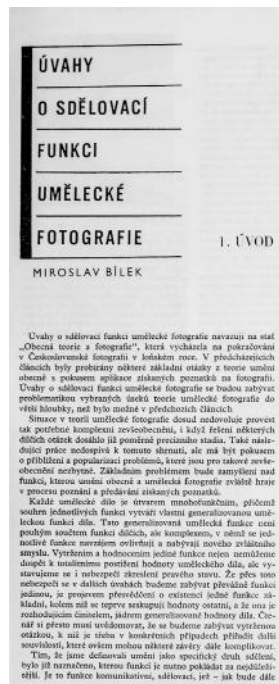 ÚVAHY
O SDĚLOVACÍ
FUNKCI
UMĚLECKÉ
FOTOGRAFIE
1. ÚVOD
MIROSLAV BÍLEK
Úvahy o sdělovací funkci umělecké fotografie navazují na stať
„Obecná teorie a fotografie“, která vycházela na pokračování
v Československé fotografii v loňském roce. V předcházejících
článcích byly probírány některé základní otázky z teorie umění
obecně s pokusem aplikace získaných poznatků na fotografii.
Úvahy o sdělovací funkci umělecké fotografie se budou zabývat
problematikou vybraných úseků teorie umělecké fotografie do
větší hloubky, než bylo možné v předchozích článcích
Situace v teorii umělecké fotografie dosud nedovoluje provést
tak potřebné komplexní zevšeobecnění, i když řešení některých
dílčích otázek dosáhlo již poměrně precizního stadia. Také násle-
dující práce nedospívá k tomuto shrnutí, ale má být pokusem
o přiblížení a popularizaci problémů, které jsou pro takové zevše-
obecnění nezbytné. Základním problémem bude zamyšlení nad
funkcí, kterou umění obecně a umělecká fotografie zvláště hraje
v procesu poznání a předávání získaných poznatků.
Každé umělecké dílo je útvarem mnohofunkčním, přičemž
souhrn jednotlivých funkcí vytváří vlastní generalizovanou umě-
leckou funkci díla. Tato generalizovaná umělecká funkce není
pouhým součtem funkcí dílčích, ale komplexem, v němž se jed-
notlivé funkce navzájem ovlivňují a nabývají nového zvláštního
smyslu. Vytržením a hodnocením jediné funkce nejen nemůžeme
dospět k totálnímu postižení hodnoty uměleckého díla, ale vy-
stavujeme se i nebezpečí zkreslení pravého stavu. Že přes toto
nebezpečí se v dalších úvahách budeme zabývat převážně funkcí
jedinou, je projevem přesvědčení o existenci jedné funkce zá-
kladní, kolem níž se teprve seskupují hodnoty ostatní, a že ona je
rozhodujícím činitelem, jádrem generalizované hodnoty díla. Čte-
nář si přesto musí uvědomovat, že se budeme zabývat vytrženou
otázkou, k níž je třeba v konkrétních případech přiřadit další
souvislosti, které ovšem mohou některé závěry dále komplikovat.
Tím, že jsme definovali umění jako specifický druh sdělení,
bylo již naznačeno, kterou funkci je nutno pokládat za nejdůleži-
tější. Je to funkce komunikativní, sdělovací, jež – jak bude dále